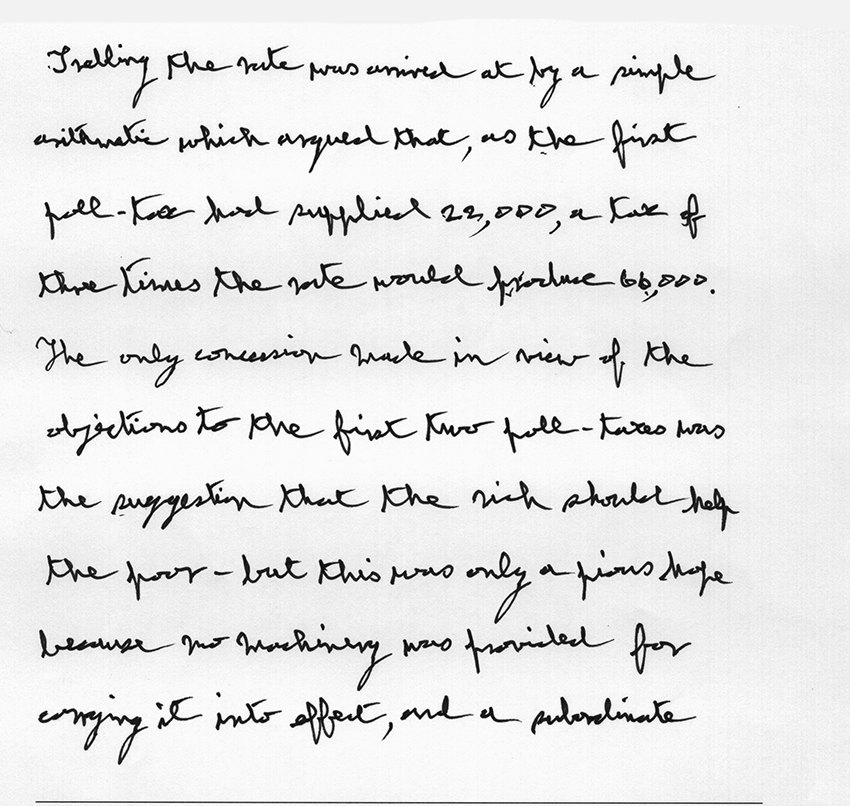 Trebling the rate was arrived at by a simple
arithmetic which argued that, as the first
poll-tax had supplied 22,000, a tax of
three times the rate would produce 66,000.
The only concession made in view of the
objections to the first two poll-taxes was
the suggestion that the rich should help
the poor - but this was only a pious hope
because no machinery was provided for
carrying it into effect, and a subordinate